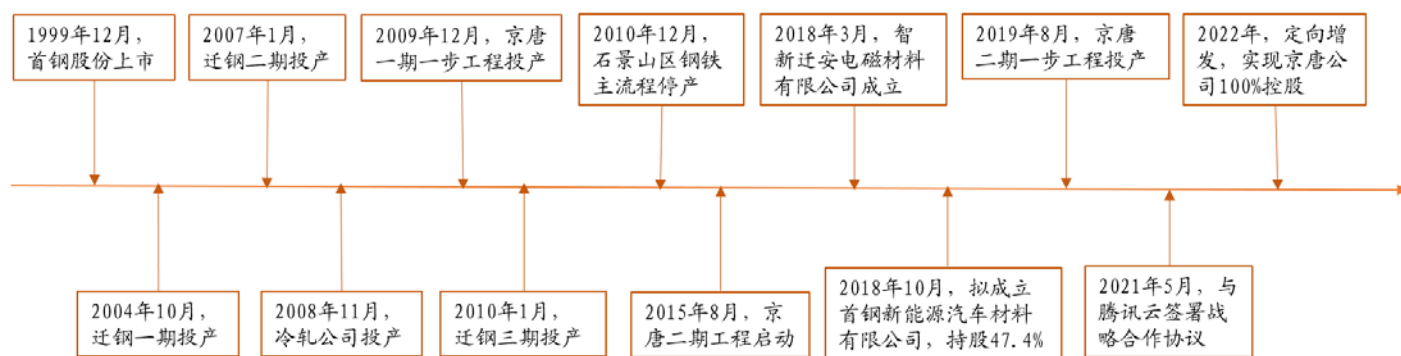 1999年12月，
首钢股份上市
2007年1月，
迁钢二期投产
2009年12月，京唐
一期一步工程投产
2010年12月，
石景山区钢铁
主流程停产
2018年3月，智
新迁安电磁材料
有限公司成立
2019年8月，京唐
二期一步工程投产
2022年，定向增
发，实现京唐公
司100%控股
2004年10月，
迁钢一期投产
2008年11月，
冷轧公司投产
2010年1月，
迁钢三期投产
2015年8月，京
唐二期工程启动
2018年10月，拟成立
首钢新能源汽车材料
有限公司，持股47.4%
2021年5月，与
腾讯云签署战
略合作协议